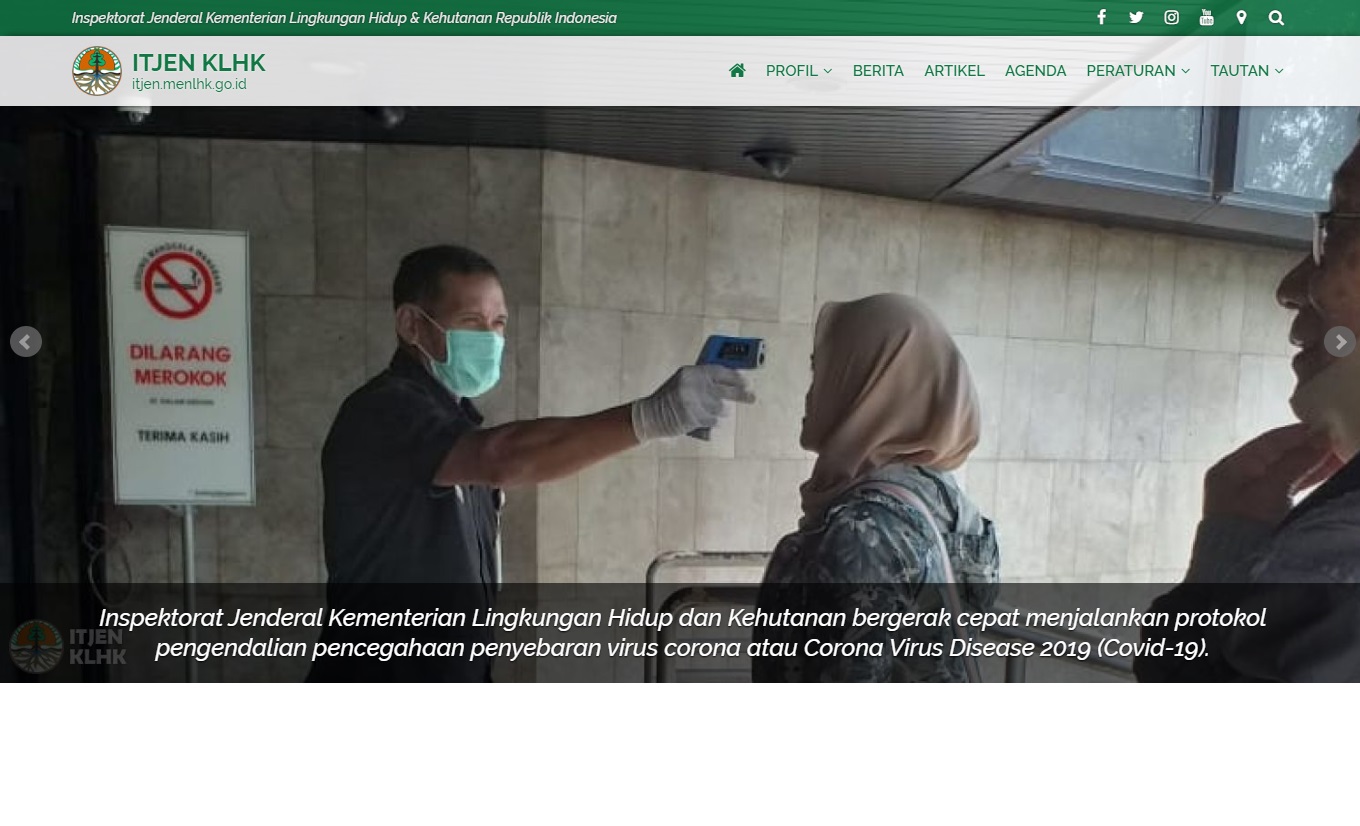 Inspektorat Jenderal Kementerian Lingkungan Hidup & Kehutanan Republik Indonesia
ITJEN KLHK
itjen.menlhk.go.id
PROFIL BERITA ARTIKEL AGENDA PERATURAN TAUTAN
DILARANG
MEROKOK
TERIMA KASIH
Inspektorat Jenderal Kementerian Lingkungan Hidup dan Kehutanan bergerak cepat menjalankan protokol
pengendalian pencegahaan penyebaran virus corona atau Corona Virus Disease 2019 (Covid-19).
ITJEN
KLHK